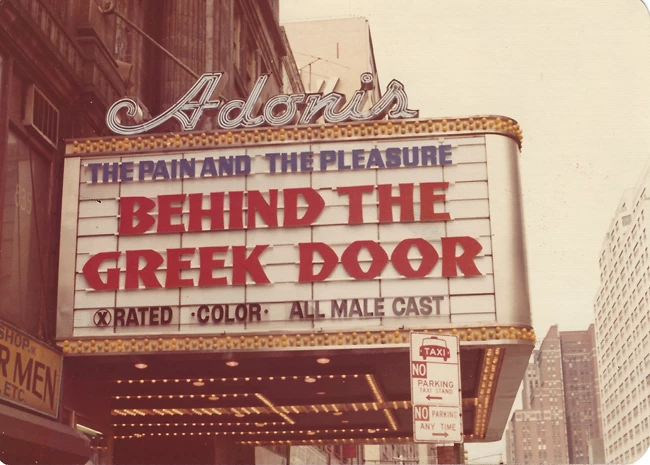 Adonis
THE PAIN AND THE PLEASURE
BEHIND THE
GREEK DOOR
X RATED · COLOR · ALL MALE CAST
SHOP
R MEN
ETC.
TAXI
NO
PARKING
TAXI STAND
NO PARKING
ANY TIME